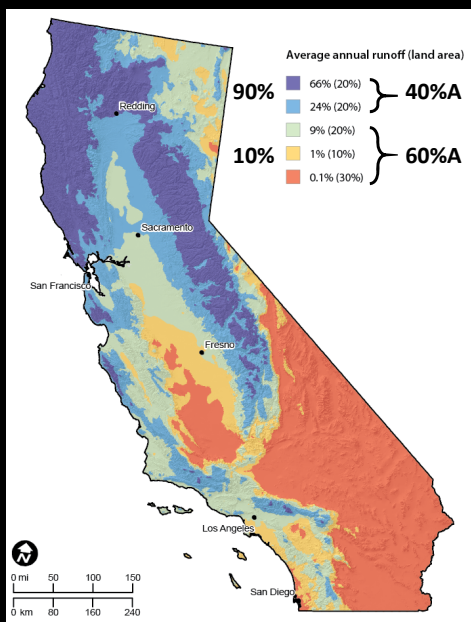 Average annual runoff (land area)
90%
66% (20%)
24% (20%)
40%A
10%
9% (20%)
1% (10%)
0.1% (30%)
60%A
Redding
Sacramento
San Francisco
Fresno
Los Angeles
San Diego
N
0 mi 50 100 150
0 km 80 160 240